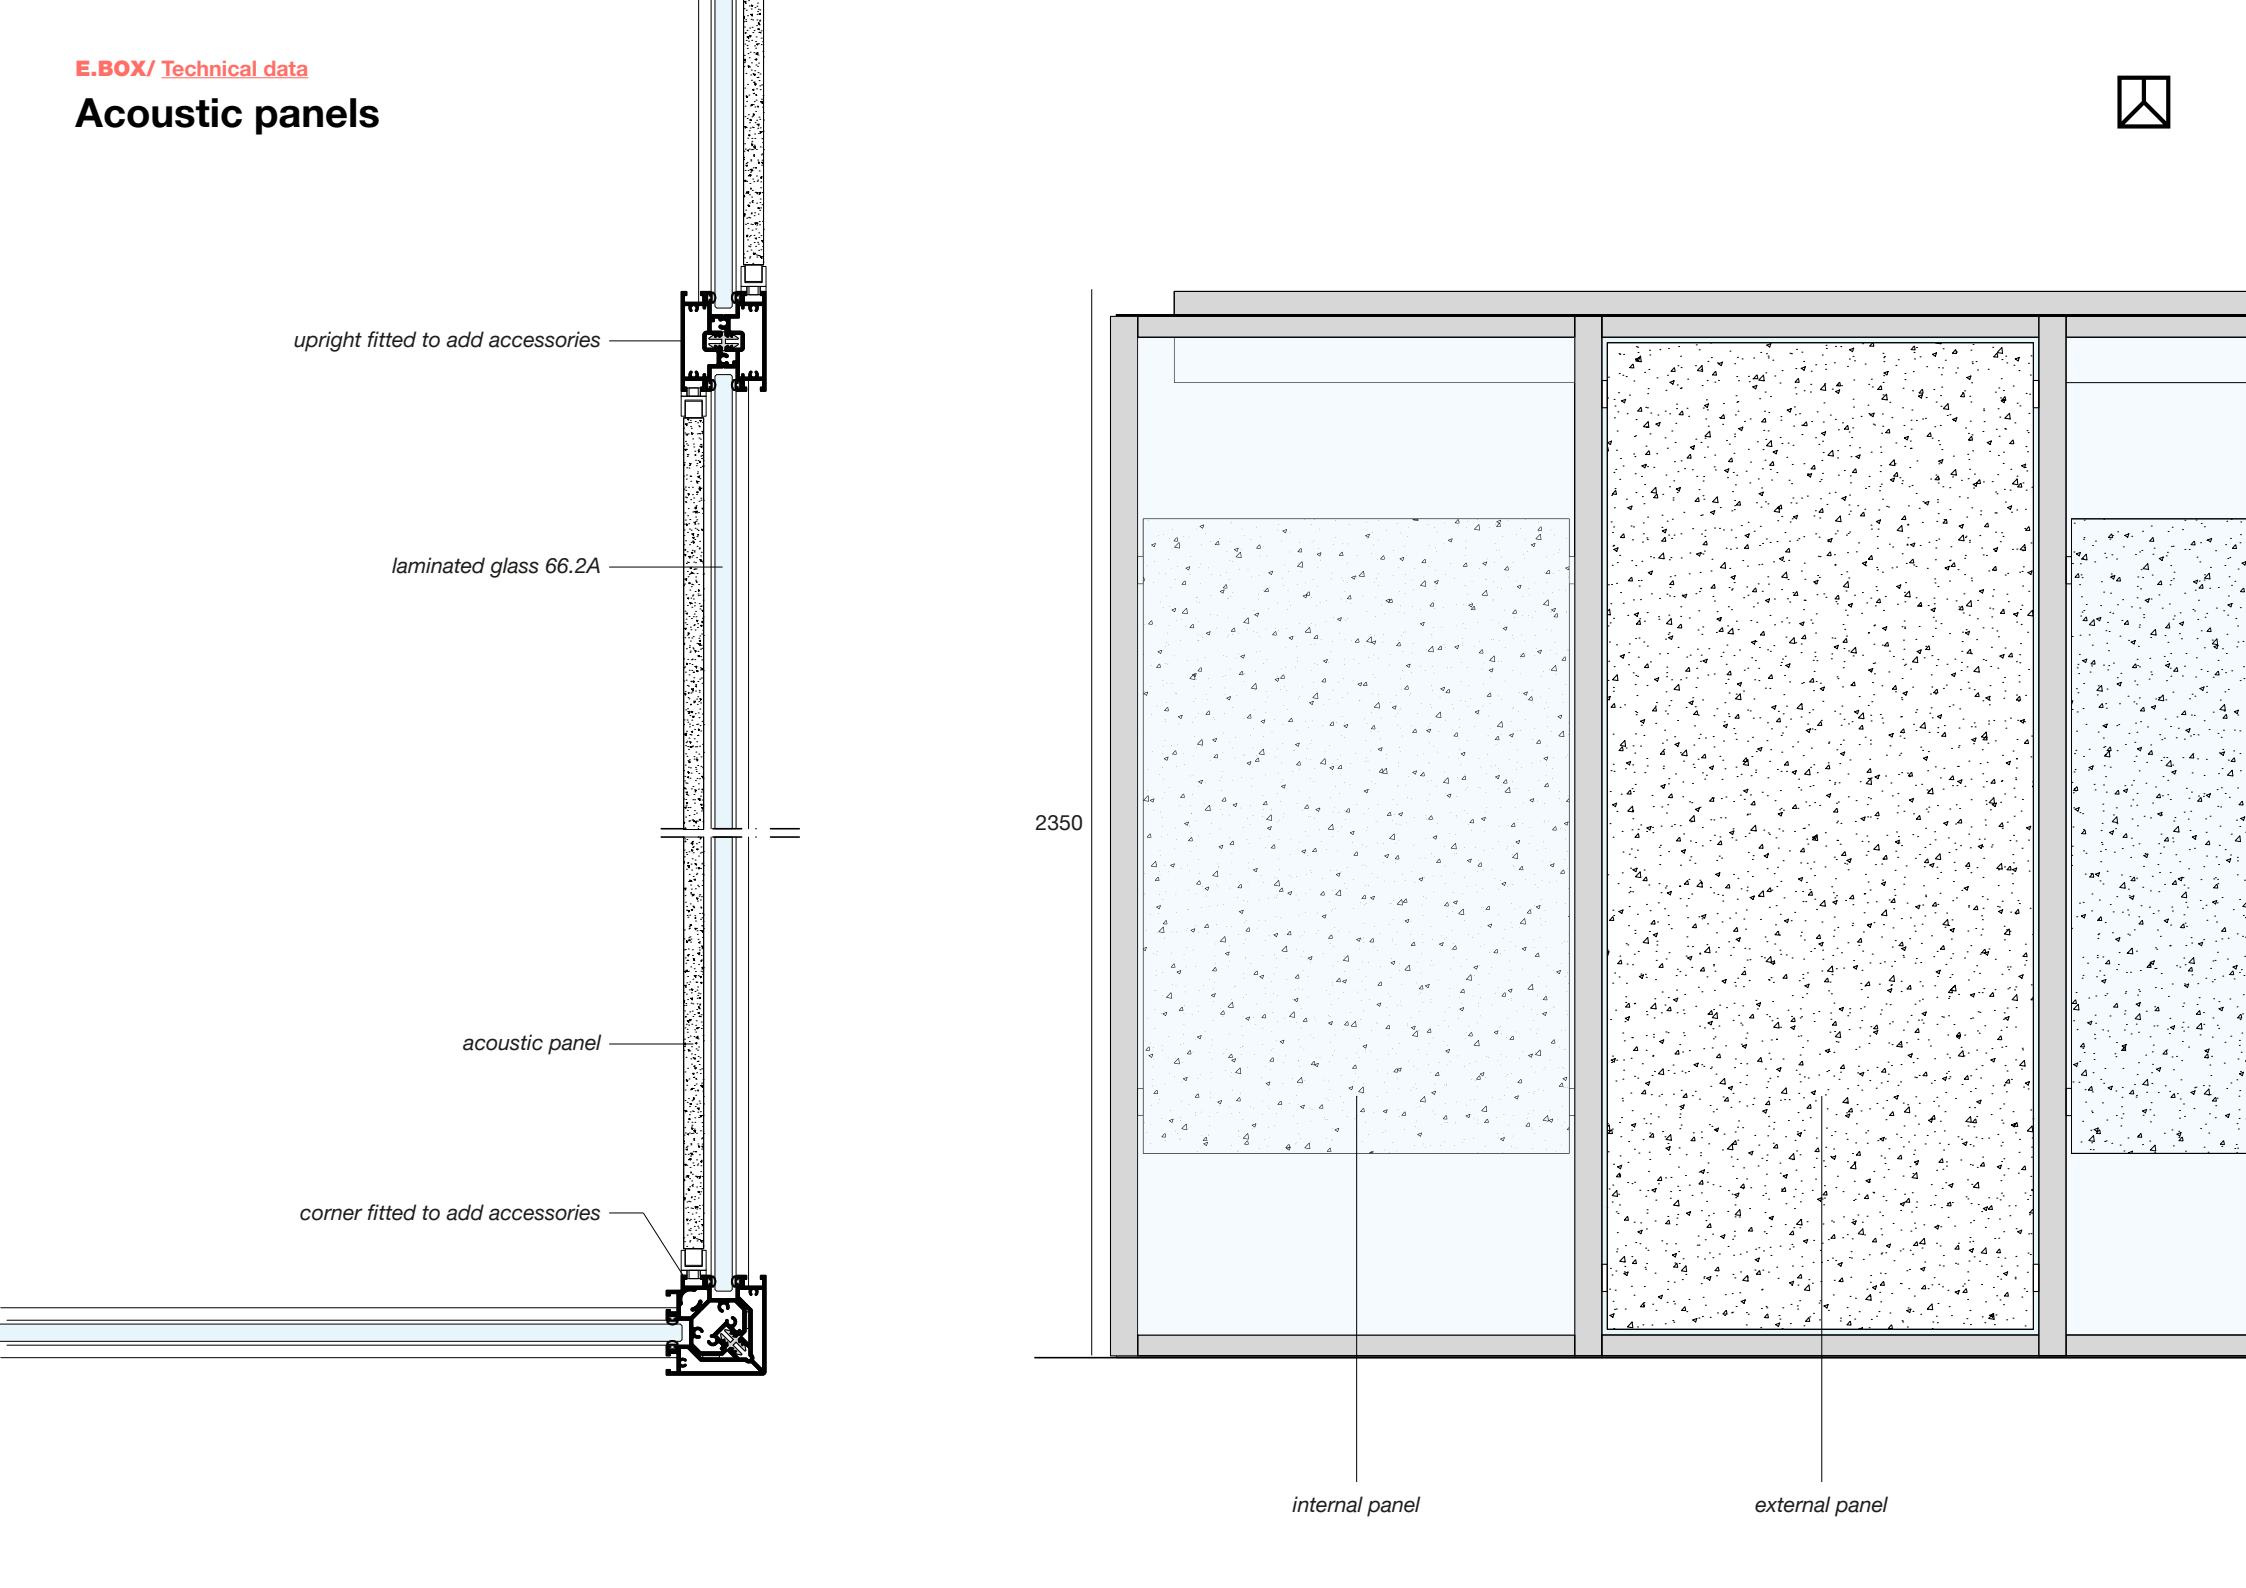 E.BOX/ Technical data
Acoustic panels
upright fitted to add accessories
laminated glass 66.2A
2350
acoustic panel
corner fitted to add accessories
internal panel
external panel